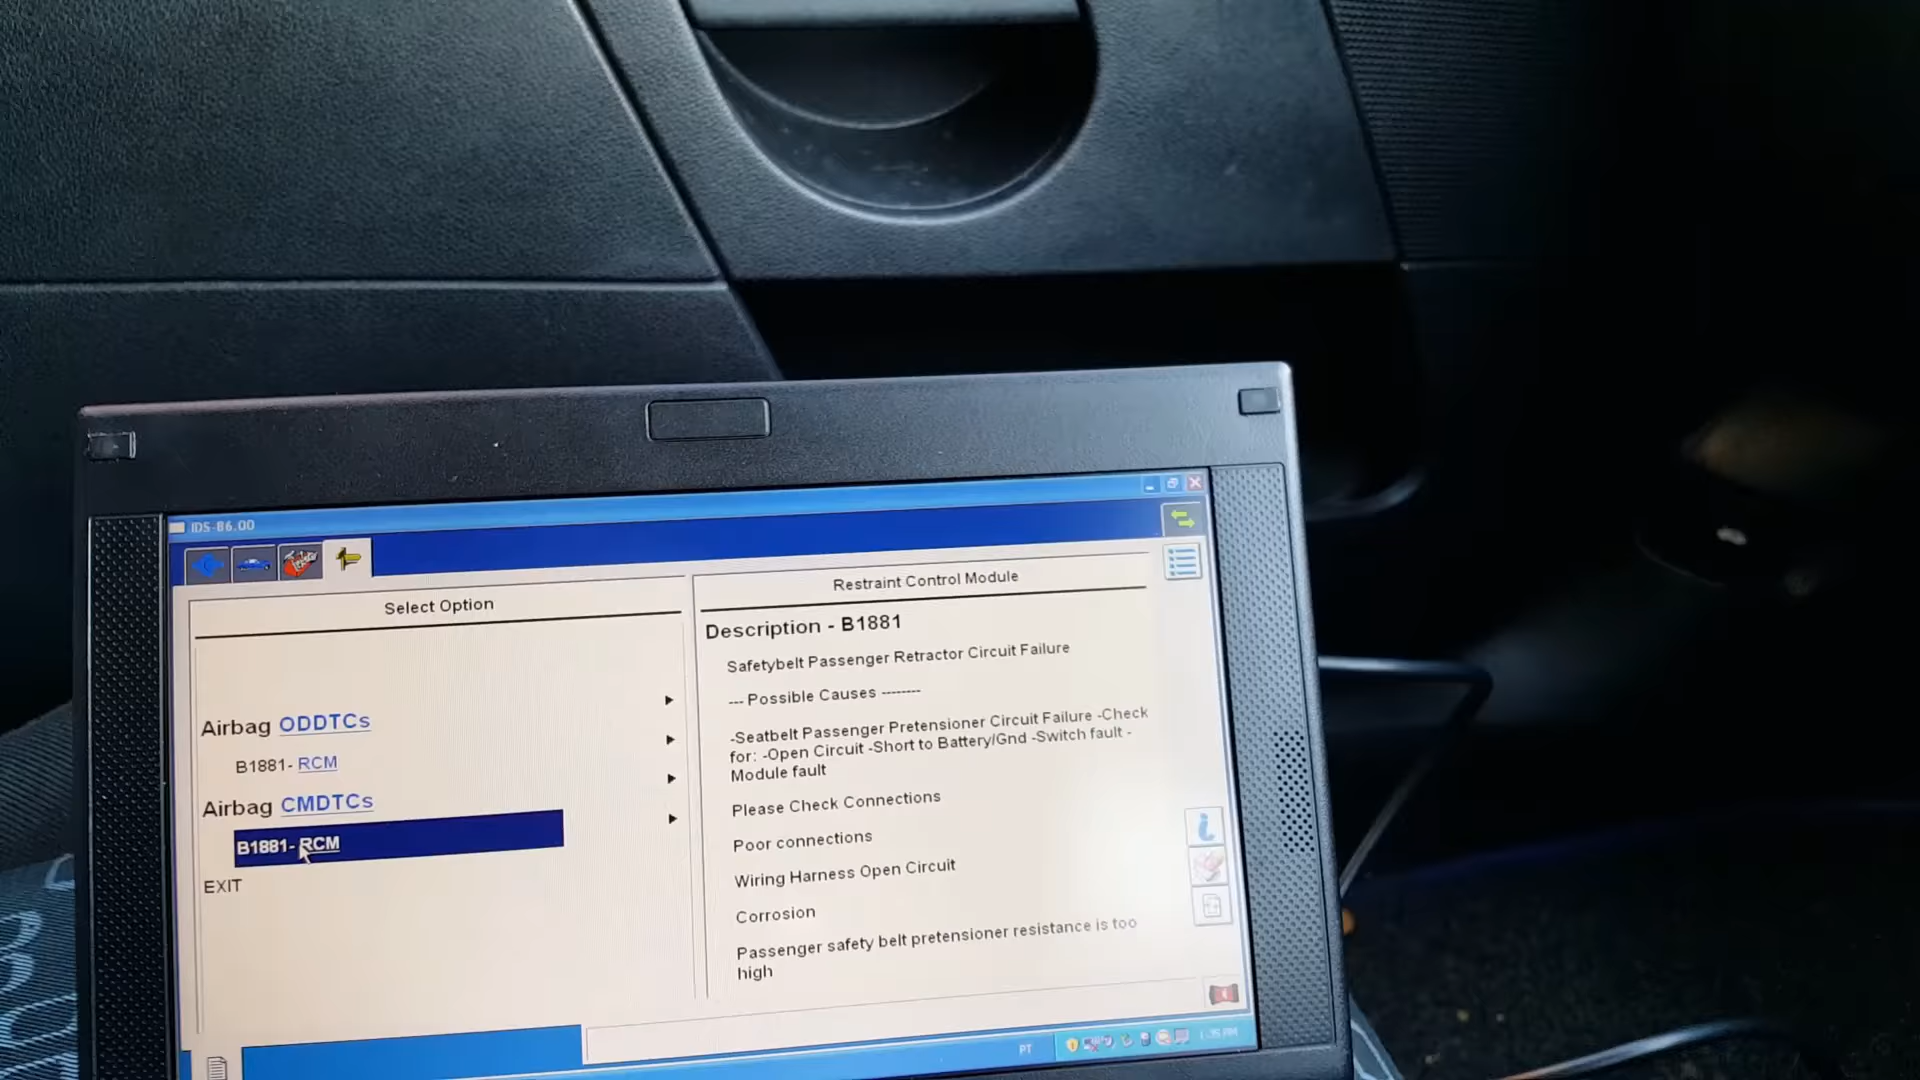 IDS-86.00
Select Option
Airbag ODDTCs
B1881- RCM
Airbag CMDTCs
B1881- RCM
EXIT
Restraint Control Module
Description - B1881
Safetybelt Passenger Retractor Circuit Failure
--- Possible Causes --------
-Seatbelt Passenger Pretensioner Circuit Failure -Check
for: -Open Circuit -Short to Battery/Gnd -Switch fault -
Module fault
Please Check Connections
Poor connections
Wiring Harness Open Circuit
Corrosion
Passenger safety belt pretensioner resistance is too
high
PT
1:35 PM